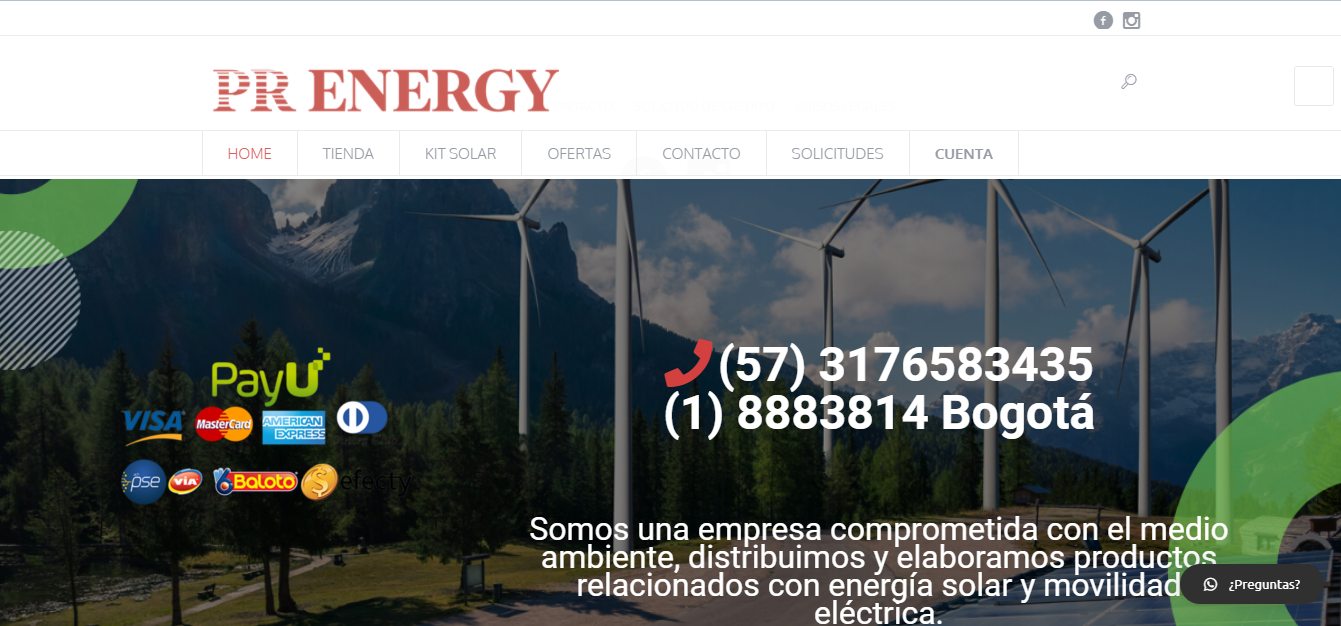 PR ENERGY
HOME
TIENDA
KIT SOLAR
OFERTAS
CONTACTO
SOLICITUDES
CUENTA
PayU
VISA
MasterCard
AMERICAN
EXPRESS
pse
VIA
Baloto
efecty
(57) 3176583435
(1) 8883814 Bogotá
Somos una empresa comprometida con el medio
ambiente, distribuimos y elaboramos productos
relacionados con energía solar y movilidad
eléctrica.
¿Preguntas?